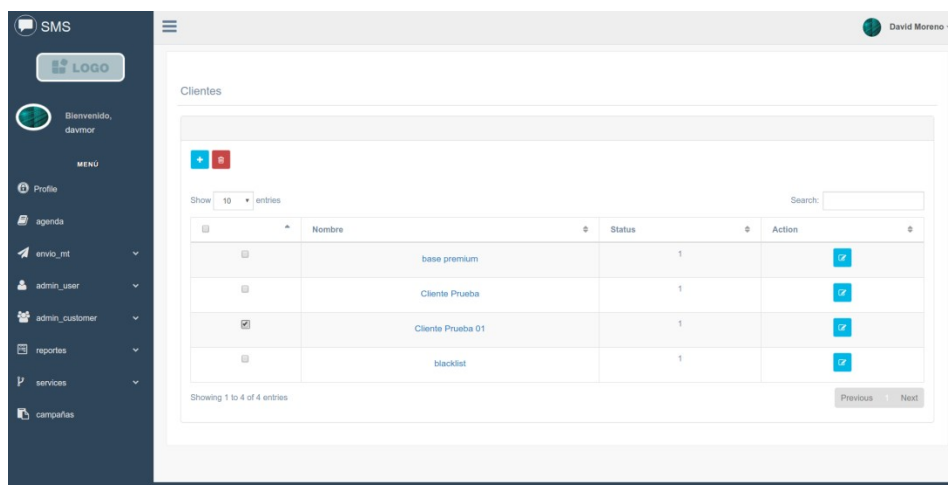 SMS
David Moreno
LOGO
Clientes
Bienvenido,
davmor
MENÚ
Profile
Show 10 entries
Search:
agenda
Nombre Status Action
envio_mt
base premium 1
admin_user
Cliente Prueba 1
admin_customer
Cliente Prueba 01 1
reportes
blacklist 1
services
Showing 1 to 4 of 4 entries
Previous 1 Next
campañas